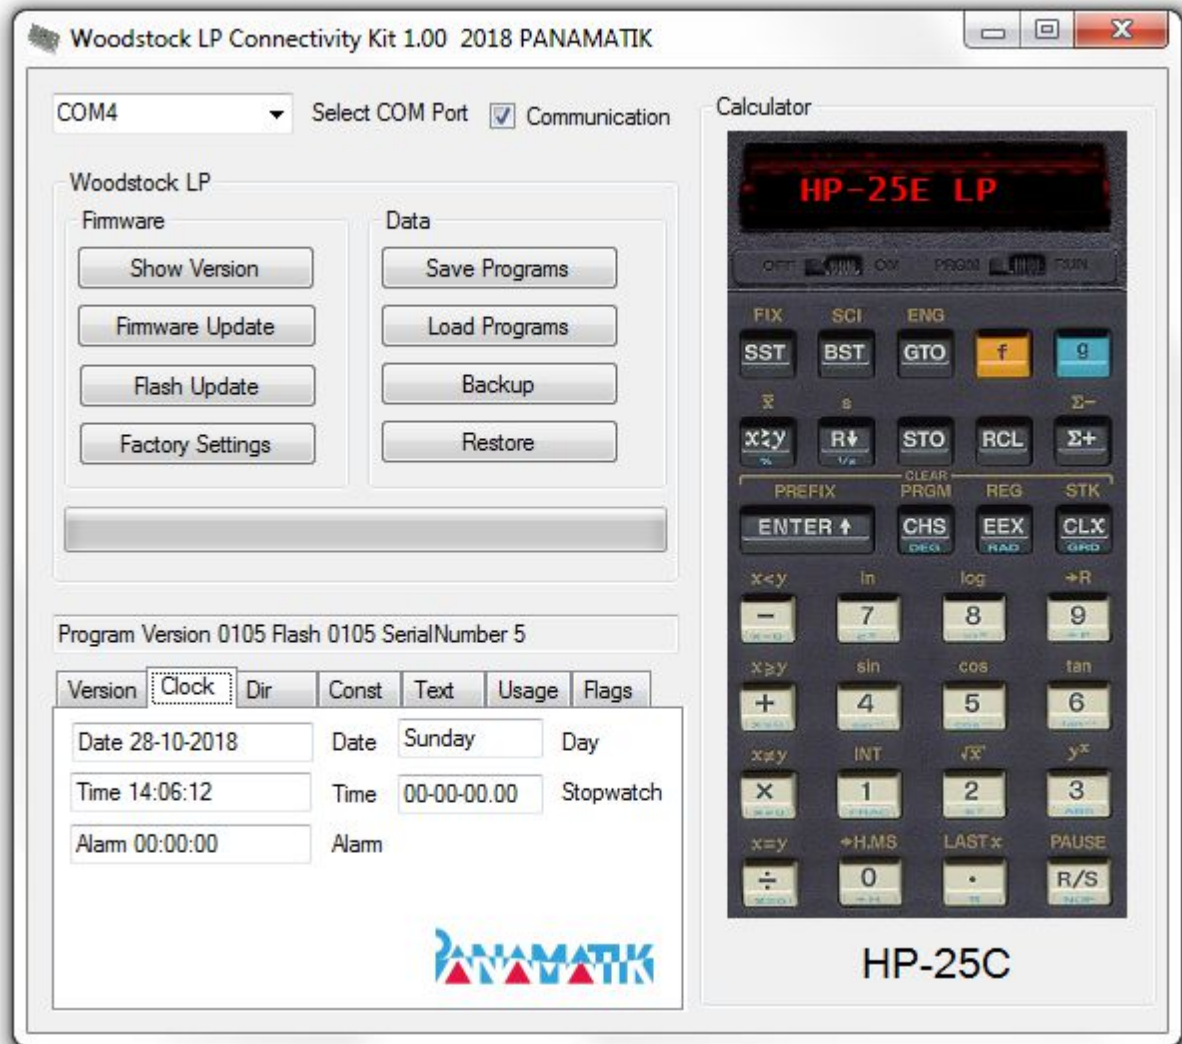 Woodstock LP Connectivity Kit 1.00 2018 PANAMATIK
COM4 Select COM Port Communication
Woodstock LP
Firmware
Show Version
Firmware Update
Flash Update
Factory Settings
Data
Save Programs
Load Programs
Backup
Restore
Program Version 0105 Flash 0105 SerialNumber 5
Version Clock Dir Const Text Usage Flags
Date 28-10-2018 Date Sunday Day
Time 14:06:12 Time 00-00-00.00 Stopwatch
Alarm 00:00:00 Alarm
PANAMATIK
Calculator
HP-25E LP
OFF ON PRGM RUN
FIX SCI ENG
SST BST GTO f g
x̅ s Σ−
x≷y R↓ STO RCL Σ+
% 1/x
CLEAR
PREFIX PRGM REG STK
ENTER ↑ CHS EEX CLX
DEG RAD GRD
x<y ln log →R
− 7 8 9
x≥y sin cos tan
+ 4 5 6
x≠y INT √x yˣ
× 1 2 3
FRAC ABS
x=y →H.MS LAST x PAUSE
÷ 0 . R/S
→H π NOP
HP-25C